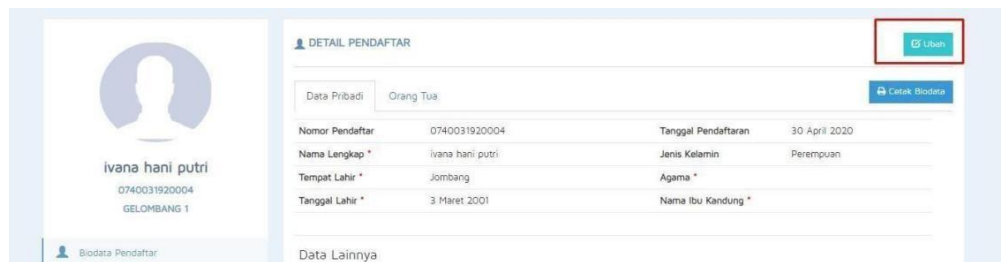 DETAIL PENDAFTAR
Ubah
Data Pribadi
Orang Tua
Cetak Biodata
Nomor Pendaftar 0740031920004 Tanggal Pendaftaran 30 April 2020
Nama Lengkap * ivana hani putri Jenis Kelamin Perempuan
Tempat Lahir * Jombang Agama *
Tanggal Lahir * 3 Maret 2001 Nama Ibu Kandung *
ivana hani putri
0740031920004
GELOMBANG 1
Biodata Pendaftar
Data Lainnya